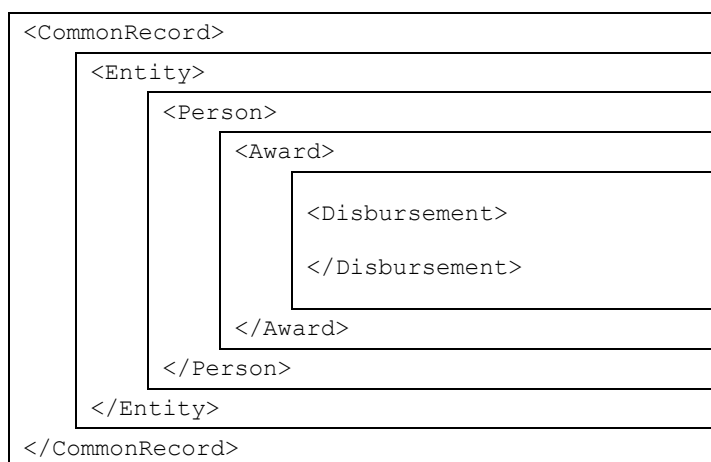 <CommonRecord>
<Entity>
<Person>
<Award>
<Disbursement>
</Disbursement>
</Award>
</Person>
</Entity>
</CommonRecord>